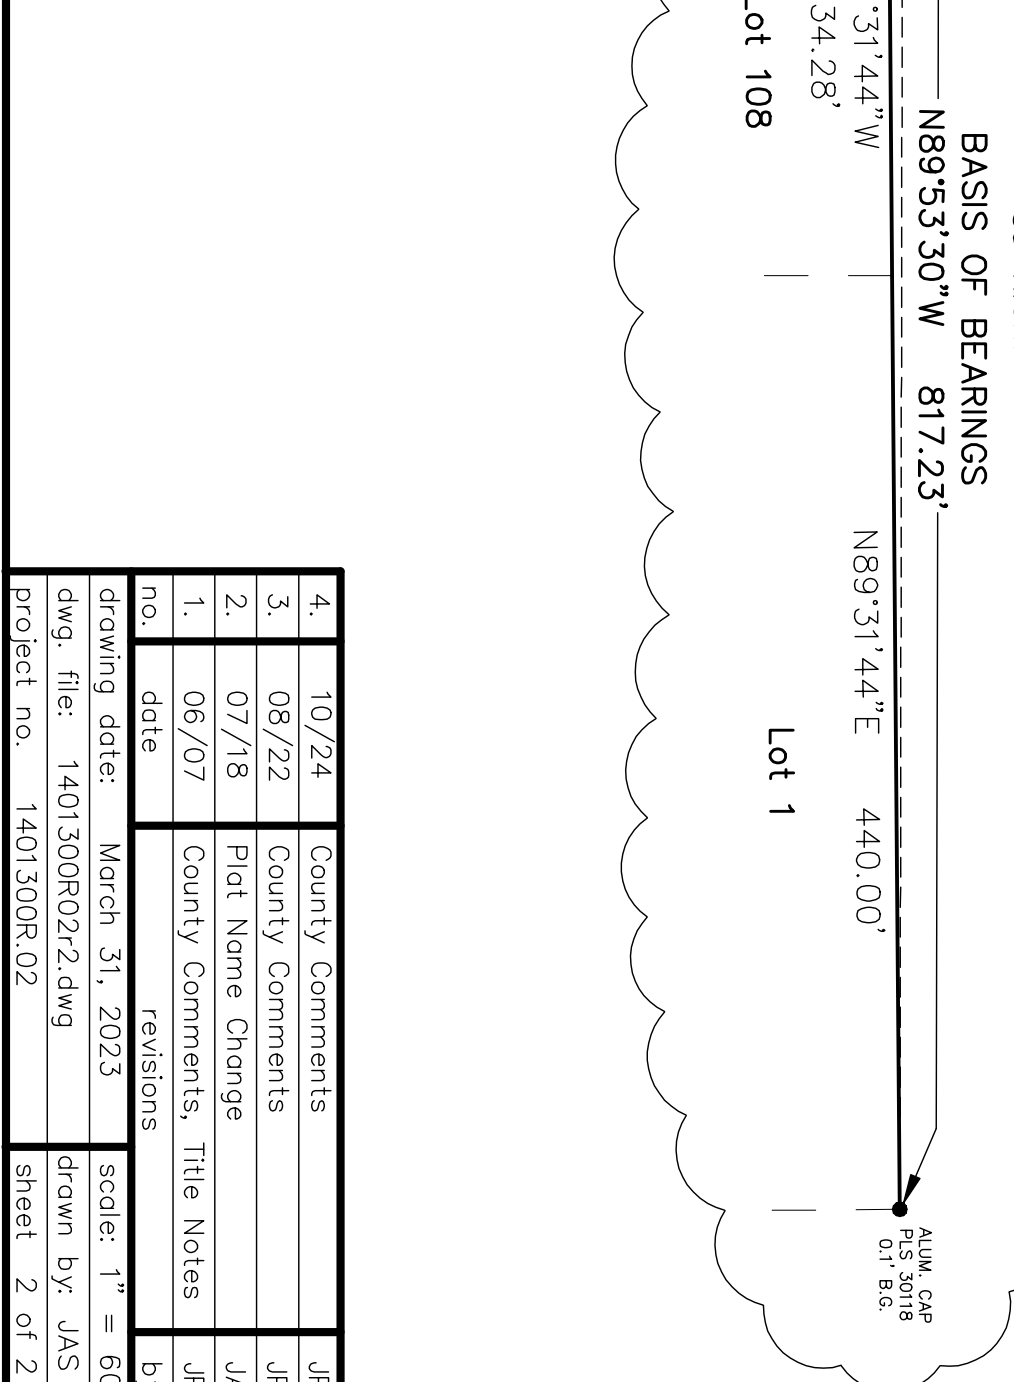 BASIS OF BEARINGS
N89°53'30"W 817.23'
°31'44"W
34.28'
N89°31'44"E 440.00'
Lot 108
Lot 1
ALUM. CAP
PLS 30118
0.1' B.G.
4. 10/24 County Comments
3. 08/22 County Comments
2. 07/18 Plat Name Change
1. 06/07 County Comments, Title Notes
no. date revisions
drawing date: March 31, 2023 scale: 1" = 60
dwg. file: 1401300R02r2.dwg drawn by: JAS
project no. 1401300R.02 sheet 2 of 2